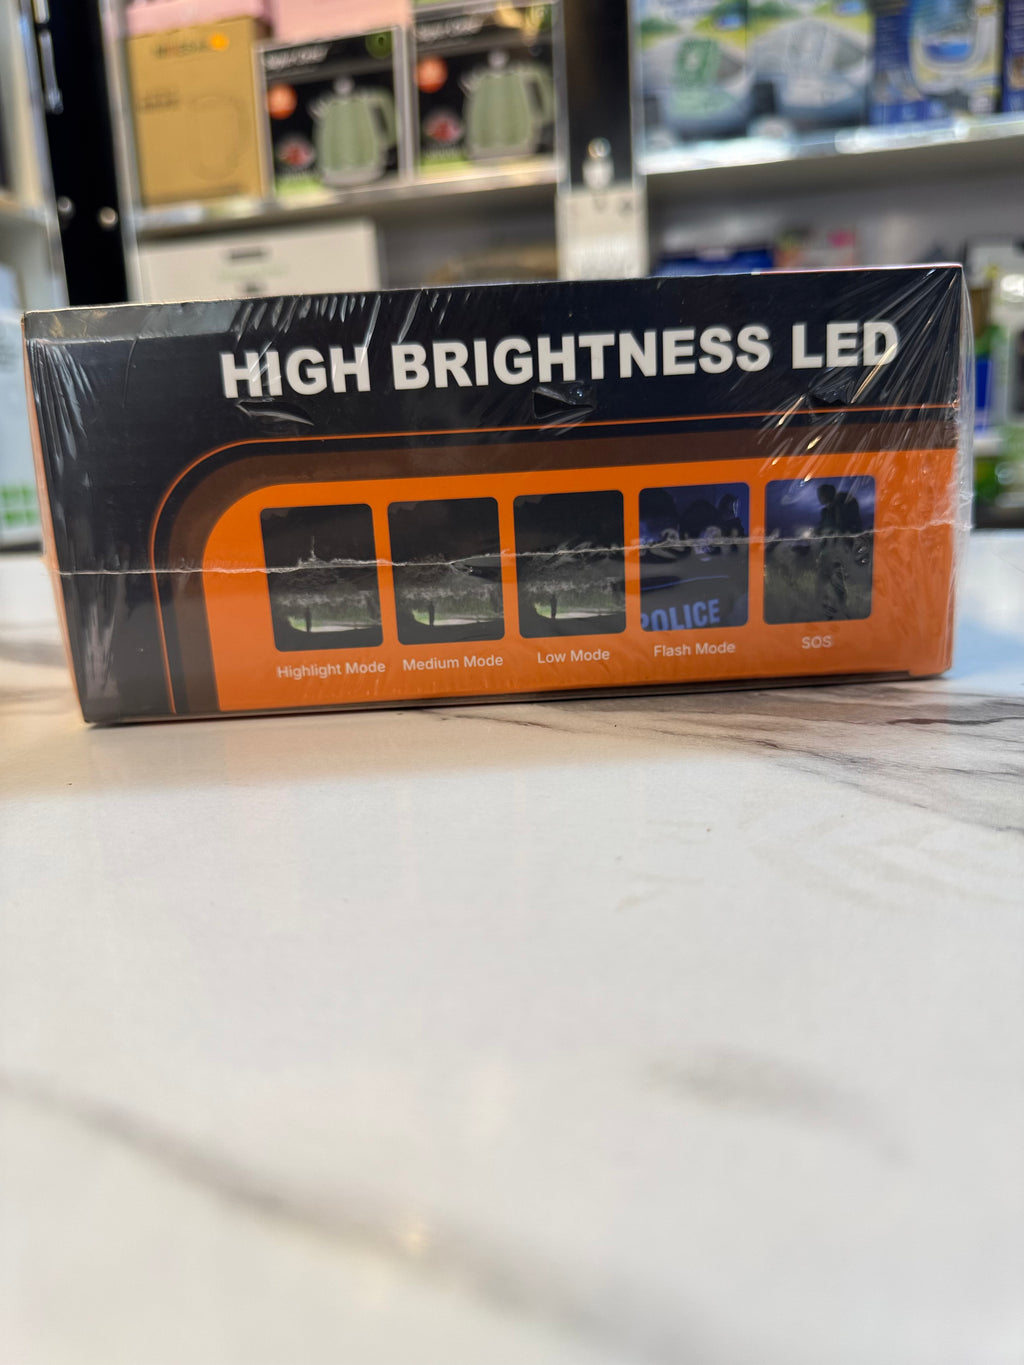 HIGH BRIGHTNESS LED
POLICE
Highlight Mode
Medium Mode
Low Mode
Flash Mode
SOS